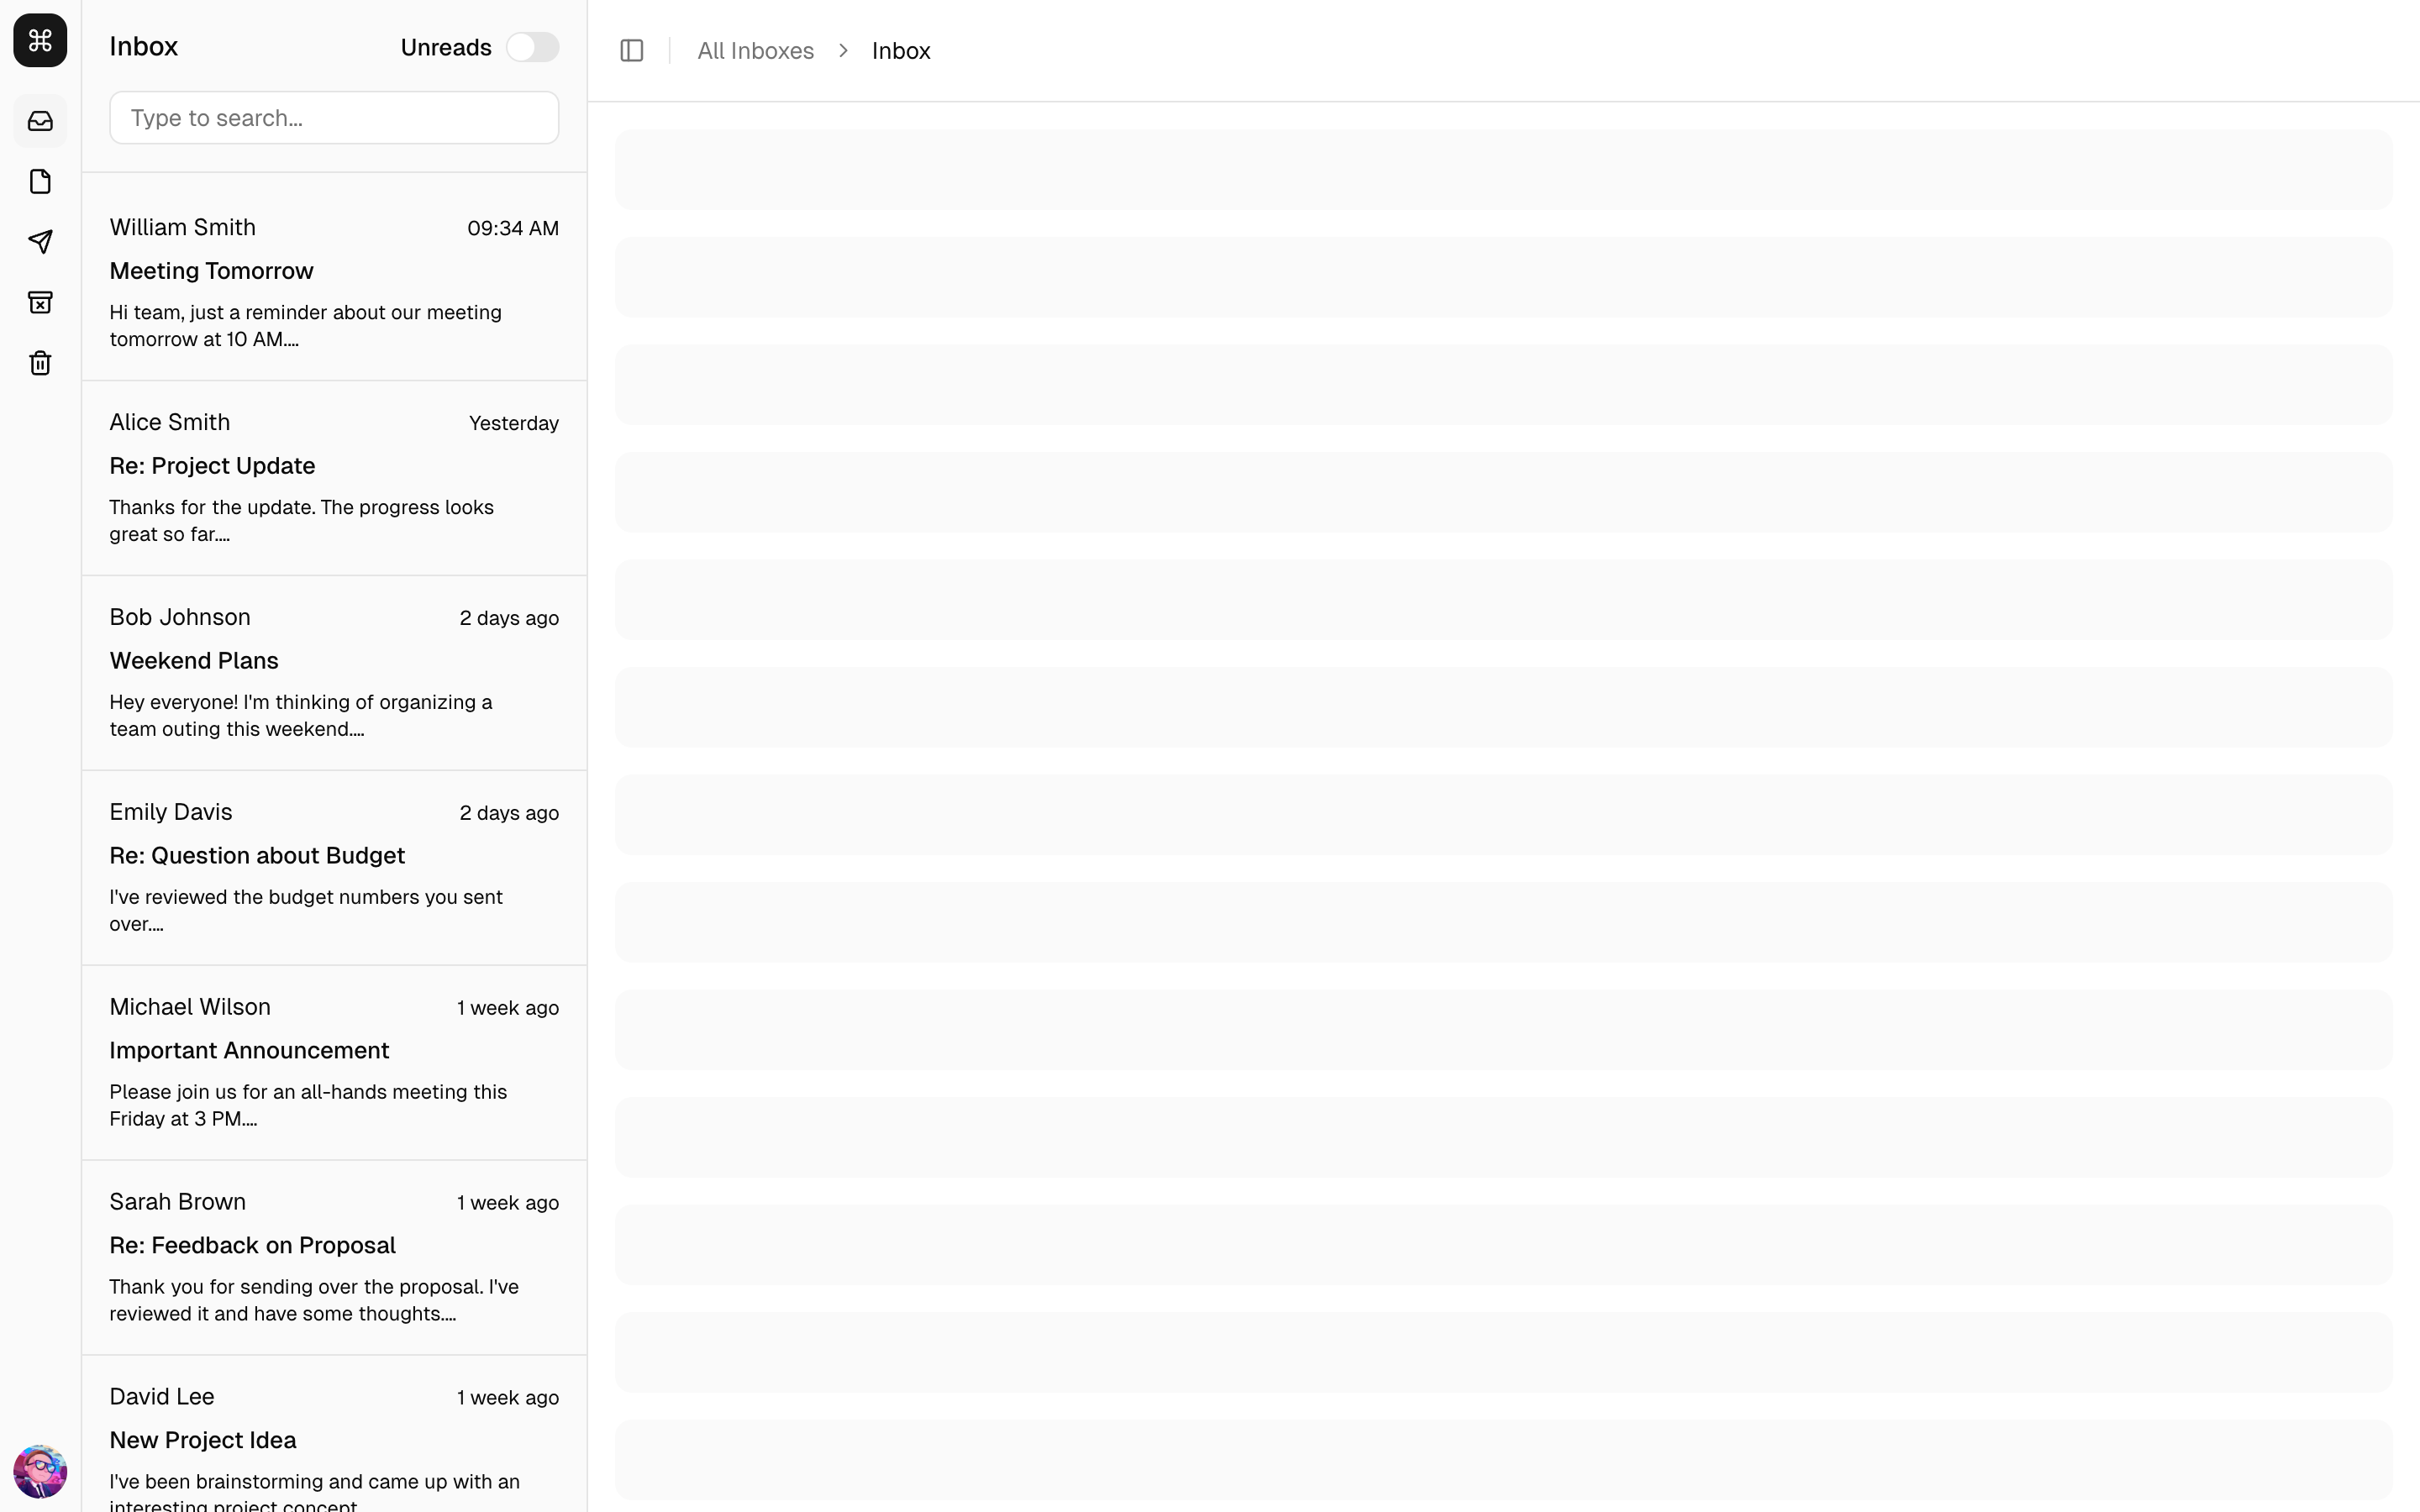 Inbox
Unreads
Type to search...
William Smith
09:34 AM
Meeting Tomorrow
Hi team, just a reminder about our meeting
tomorrow at 10 AM....
Alice Smith
Yesterday
Re: Project Update
Thanks for the update. The progress looks
great so far....
Bob Johnson
2 days ago
Weekend Plans
Hey everyone! I'm thinking of organizing a
team outing this weekend....
Emily Davis
2 days ago
Re: Question about Budget
I've reviewed the budget numbers you sent
over....
Michael Wilson
1 week ago
Important Announcement
Please join us for an all-hands meeting this
Friday at 3 PM....
Sarah Brown
1 week ago
Re: Feedback on Proposal
Thank you for sending over the proposal. I've
reviewed it and have some thoughts....
David Lee
1 week ago
New Project Idea
I've been brainstorming and came up with an
interesting project concept
All Inboxes
Inbox